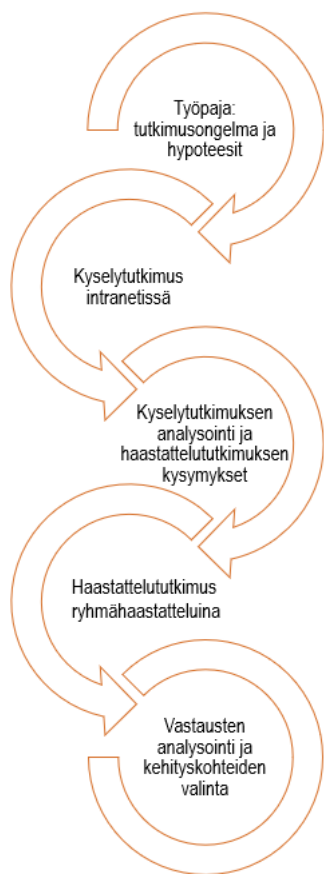 Työpaja:
tutkimusongelma ja
hypoteesit
Kyselytutkimus
intranetissä
Kyselytutkimuksen
analysointi ja
haastattelututkimuksen
kysymykset
Haastattelututkimus
ryhmähaastatteluina
Vastausten
analysointi ja
kehityskohteiden
valinta